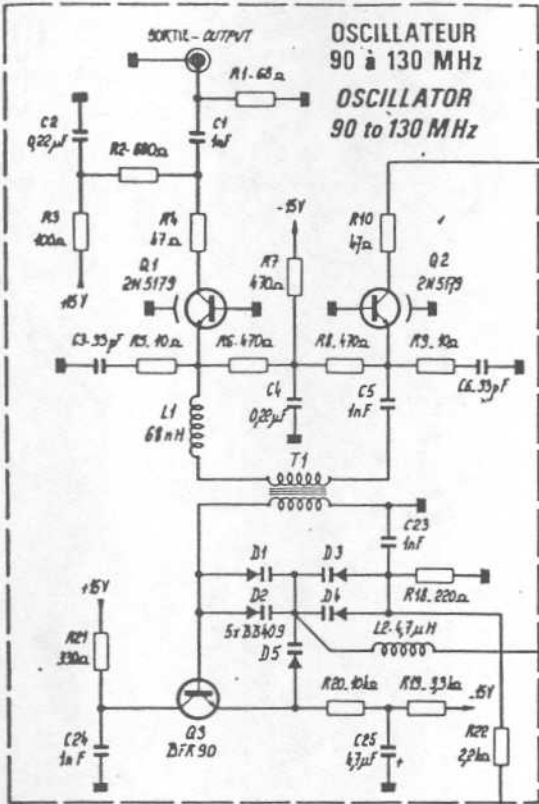 SORTIE-OUTPUT
OSCILLATEUR
90 à 130 MHz
OSCILLATOR
90 to 130 MHz
R1-68Ω
C2
0,22µF
C1
1nF
R2-680Ω
R3
100Ω
+15V
R4
47Ω
-15V
R7
470Ω
R10
47Ω
Q1
2N5179
Q2
2N5179
C3-33pF
R5.10Ω
R6-470Ω
R8.470Ω
R9.10Ω
C6.33pF
L1
68nH
C4
0,22µF
C5
1nF
T1
C23
1nF
D1
D3
D2
D4
5xBB409
D5
R18-220Ω
L2-4,7µH
+15V
R21
330Ω
R20-10kΩ
R19-3,3kΩ
-15V
C24
1nF
Q3
BFR90
C25
4,7µF
+
R22
2,2kΩ